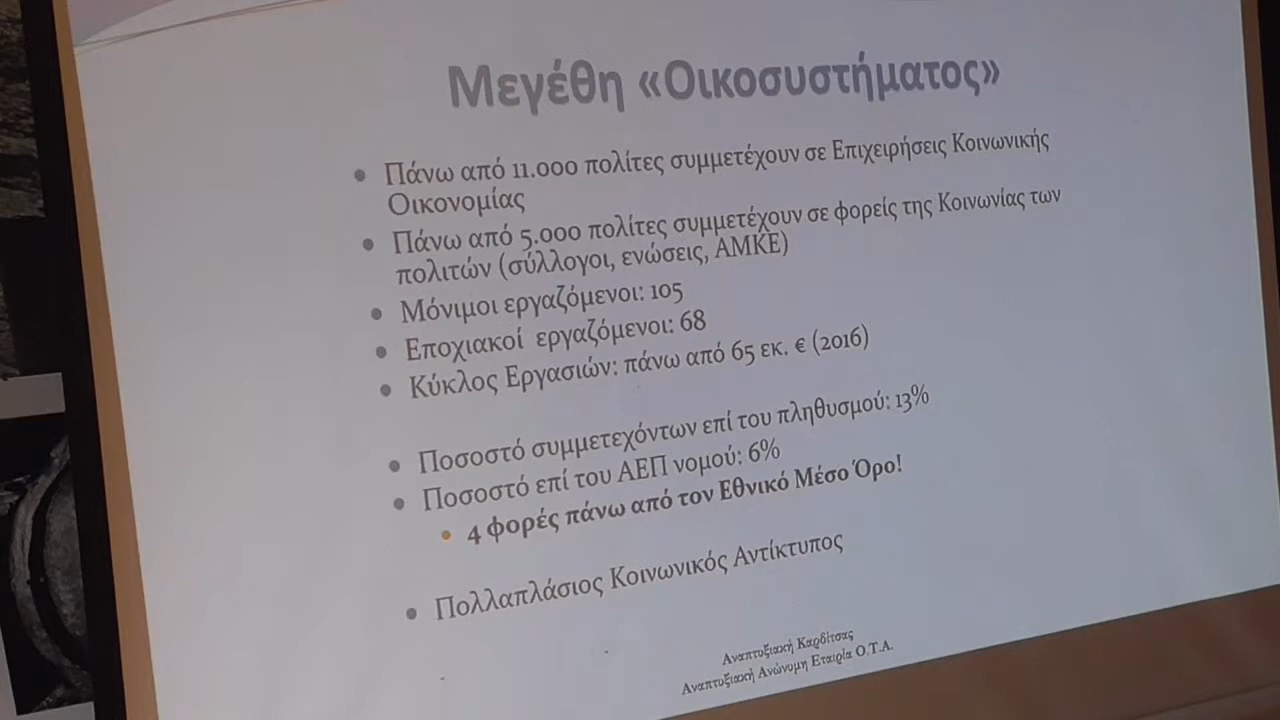 Μεγέθη «Οικοσυστήματος»
• Πάνω από 11.000 πολίτες συμμετέχουν σε Επιχειρήσεις Κοινωνικής
Οικονομίας
• Πάνω από 5.000 πολίτες συμμετέχουν σε φορείς της Κοινωνίας των
πολιτών (σύλλογοι, ενώσεις, ΑΜΚΕ)
• Μόνιμοι εργαζόμενοι: 105
• Εποχιακοί εργαζόμενοι: 68
• Κύκλος Εργασιών: πάνω από 65 εκ. € (2016)
• Ποσοστό συμμετεχόντων επί του πληθυσμού: 13%
• Ποσοστό επί του ΑΕΠ νομού: 6%
• 4 φορές πάνω από τον Εθνικό Μέσο Όρο!
• Πολλαπλάσιος Κοινωνικός Αντίκτυπος
Αναπτυξιακή Καρδίτσας
Αναπτυξιακή Ανώνυμη Εταιρία Ο.Τ.Α.